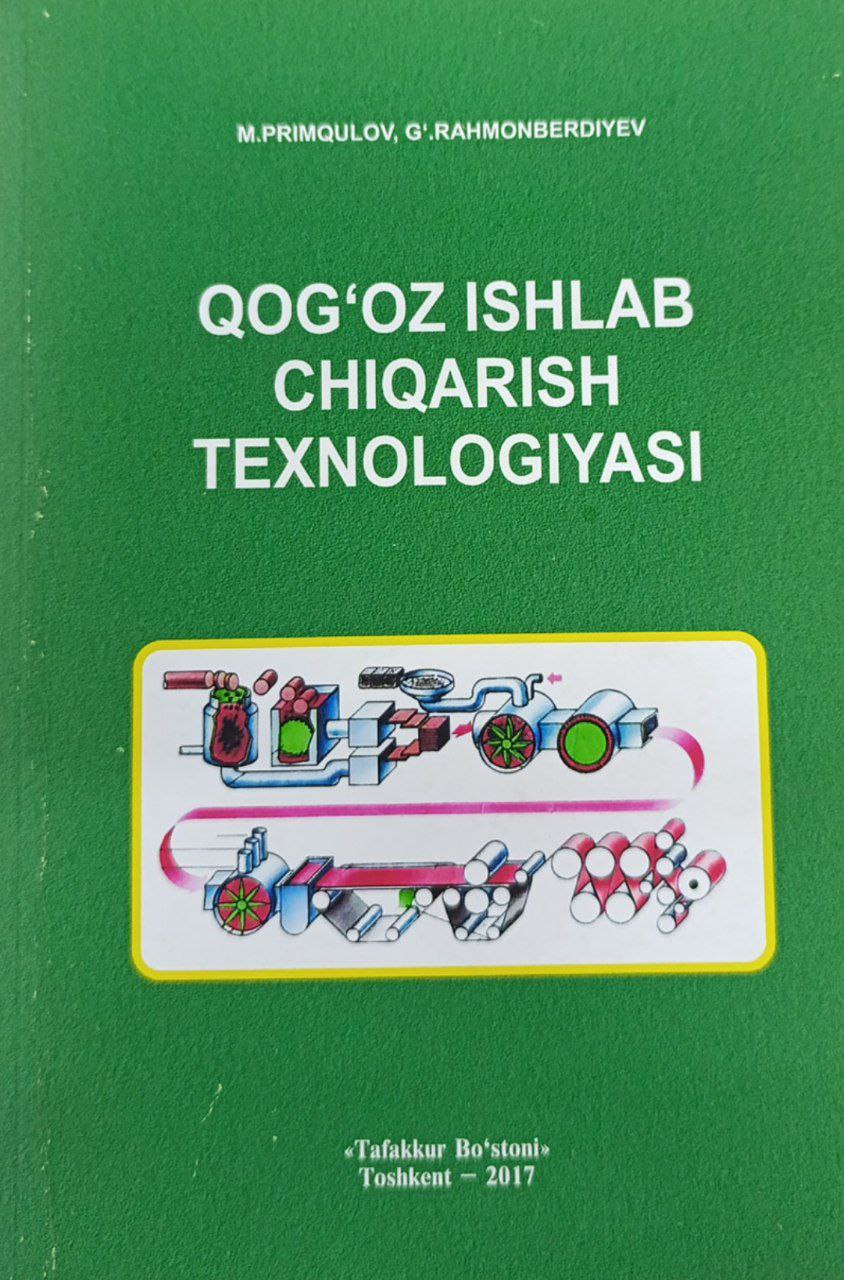 M.PRIMQULOV, G'.RAHMONBERDIYEV
QOG‘OZ ISHLAB
CHIQARISH
TEXNOLOGIYASI
«Tafakkur Bo‘stoni»
Toshkent – 2017